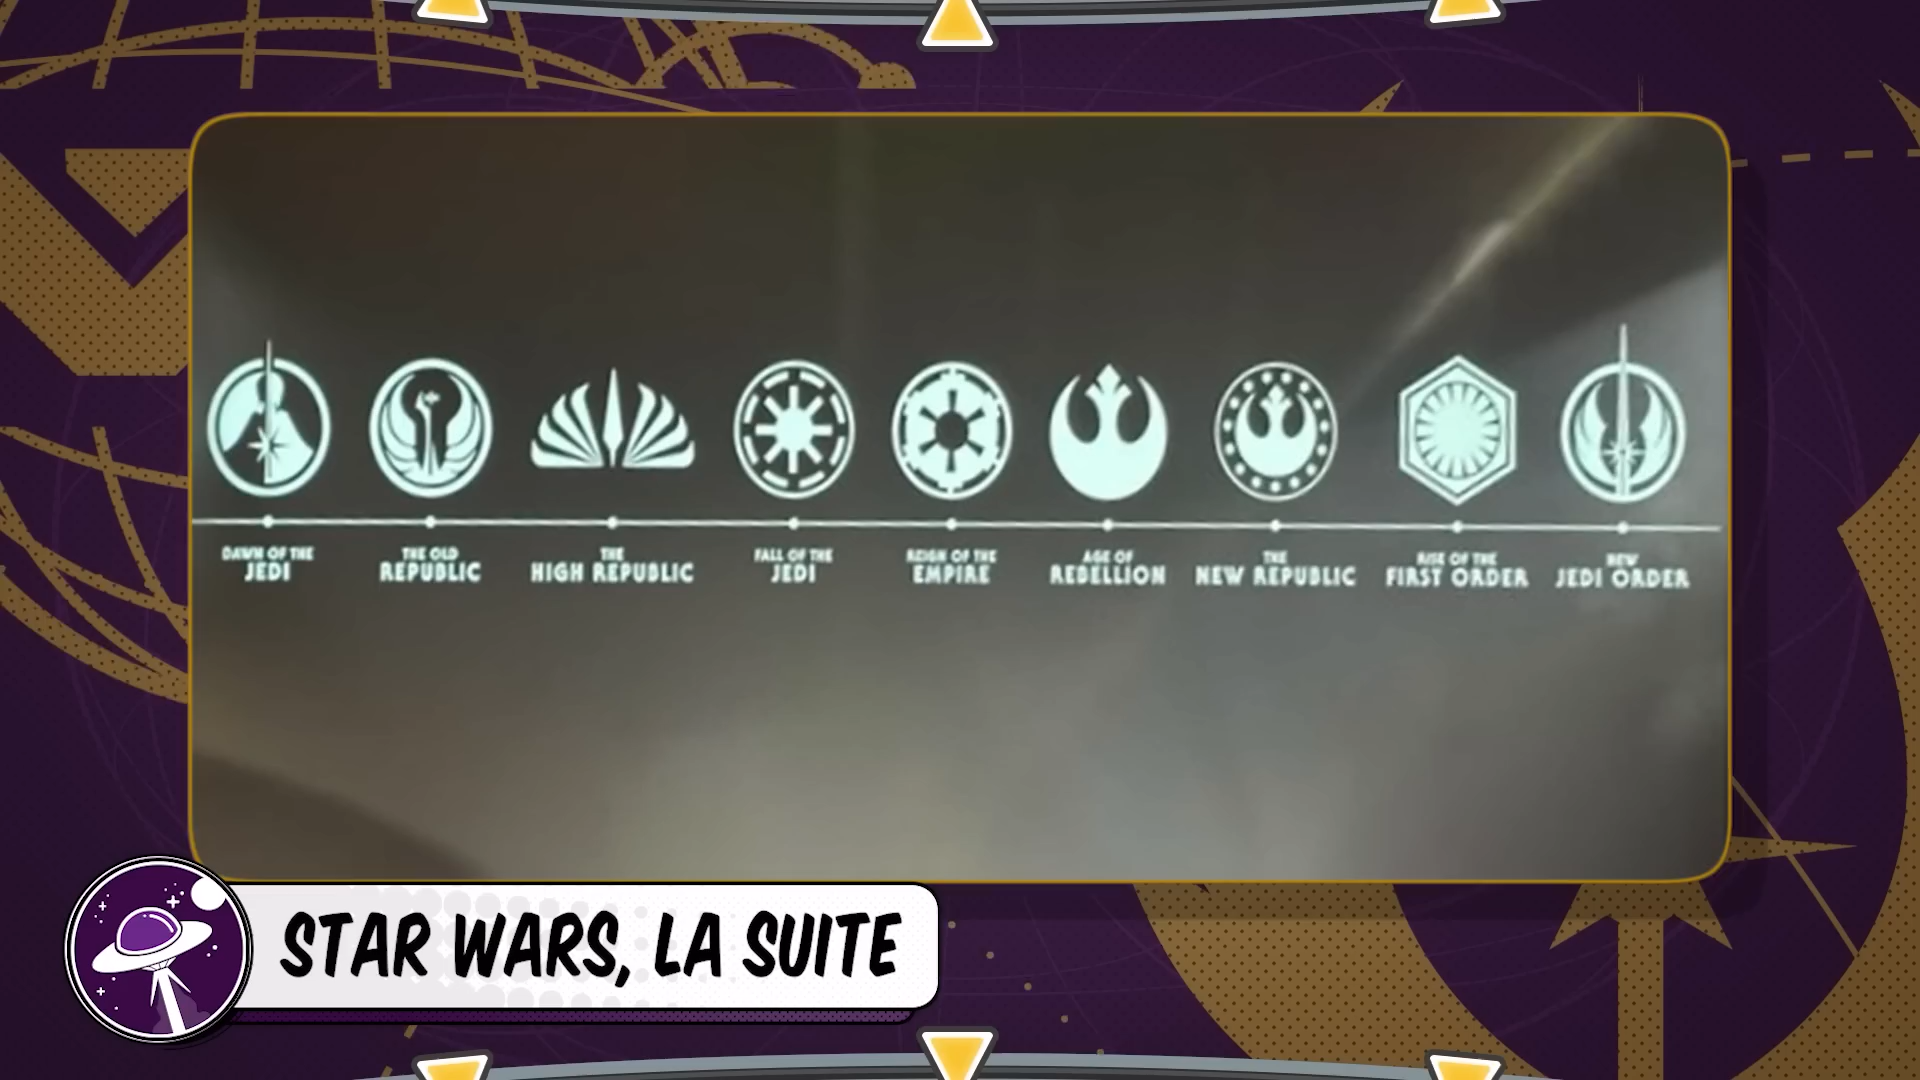 DAWN OF THE
JEDI
THE OLD
REPUBLIC
THE
HIGH REPUBLIC
FALL OF THE
JEDI
REIGN OF THE
EMPIRE
AGE OF
REBELLION
THE
NEW REPUBLIC
RISE OF THE
FIRST ORDER
NEW
JEDI ORDER
STAR WARS, LA SUITE